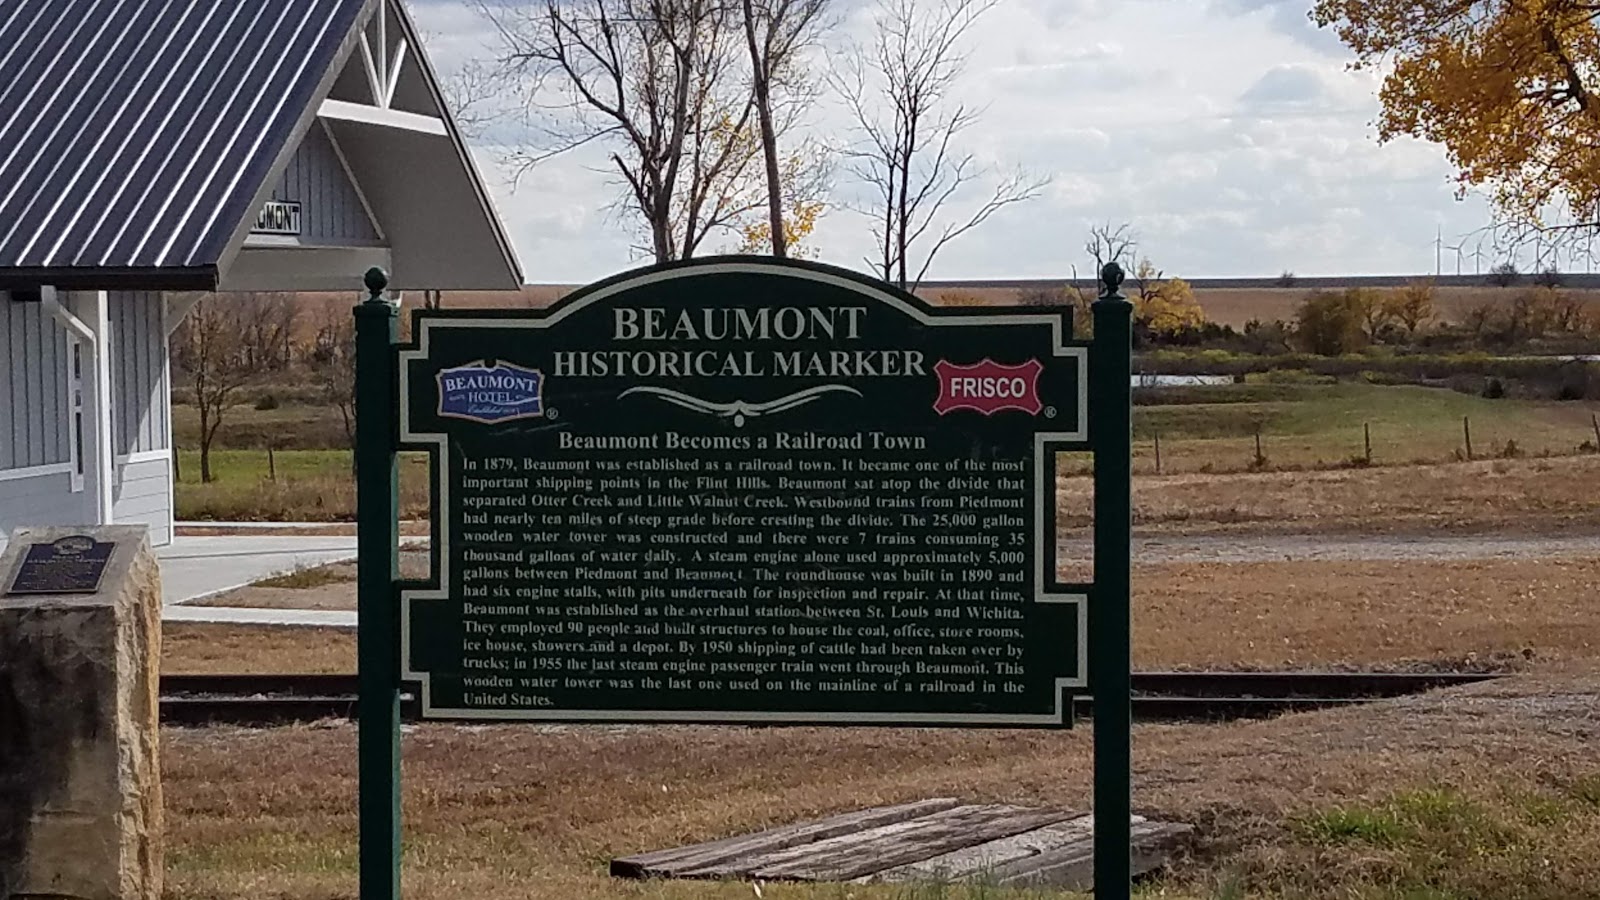 OMONT
BEAUMONT
HISTORICAL MARKER
BEAUMONT
HOTEL
Established
®
FRISCO
®
Beaumont Becomes a Railroad Town
In 1879, Beaumont was established as a railroad town. It became one of the most
important shipping points in the Flint Hills. Beaumont sat atop the divide that
separated Otter Creek and Little Walnut Creek. Westbound trains from Piedmont
had nearly ten miles of steep grade before cresting the divide. The 25,000 gallon
wooden water tower was constructed and there were 7 trains consuming 35
thousand gallons of water daily. A steam engine alone used approximately 5,000
gallons between Piedmont and Beaumont. The roundhouse was built in 1890 and
had six engine stalls, with pits underneath for inspection and repair. At that time,
Beaumont was established as the overhaul station between St. Louis and Wichita.
They employed 90 people and built structures to house the coal, office, store rooms,
ice house, showers and a depot. By 1950 shipping of cattle had been taken over by
trucks; in 1955 the last steam engine passenger train went through Beaumont. This
wooden water tower was the last one used on the mainline of a railroad in the
United States.